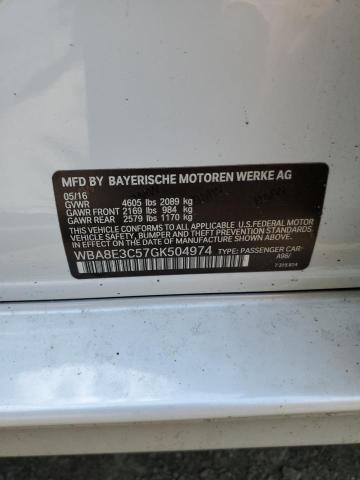 MFD BY BAYERISCHE MOTOREN WERKE AG
05/16
GVWR 4605 lbs 2089 kg
GAWR FRONT 2169 lbs 984 kg
GAWR REAR 2579 lbs 1170 kg
THIS VEHICLE CONFORMS TO ALL APPLICABLE U.S. FEDERAL MOTOR
VEHICLE SAFETY, BUMPER AND THEFT PREVENTION STANDARDS IN
EFFECT ON THE DATE OF MANUFACTURE SHOWN ABOVE.
WBA8E3C57GK504974 TYPE: PASSENGER CAR
A96/